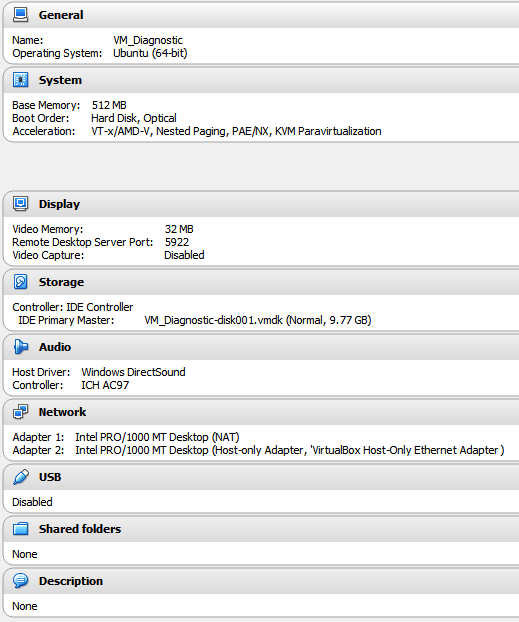 General
Name: VM_Diagnostic
Operating System: Ubuntu (64-bit)
System
Base Memory: 512 MB
Boot Order: Hard Disk, Optical
Acceleration: VT-x/AMD-V, Nested Paging, PAE/NX, KVM Paravirtualization
Display
Video Memory: 32 MB
Remote Desktop Server Port: 5922
Video Capture: Disabled
Storage
Controller: IDE Controller
IDE Primary Master: VM_Diagnostic-disk001.vmdk (Normal, 9.77 GB)
Audio
Host Driver: Windows DirectSound
Controller: ICH AC97
Network
Adapter 1: Intel PRO/1000 MT Desktop (NAT)
Adapter 2: Intel PRO/1000 MT Desktop (Host-only Adapter, 'VirtualBox Host-Only Ethernet Adapter )
USB
Disabled
Shared folders
None
Description
None